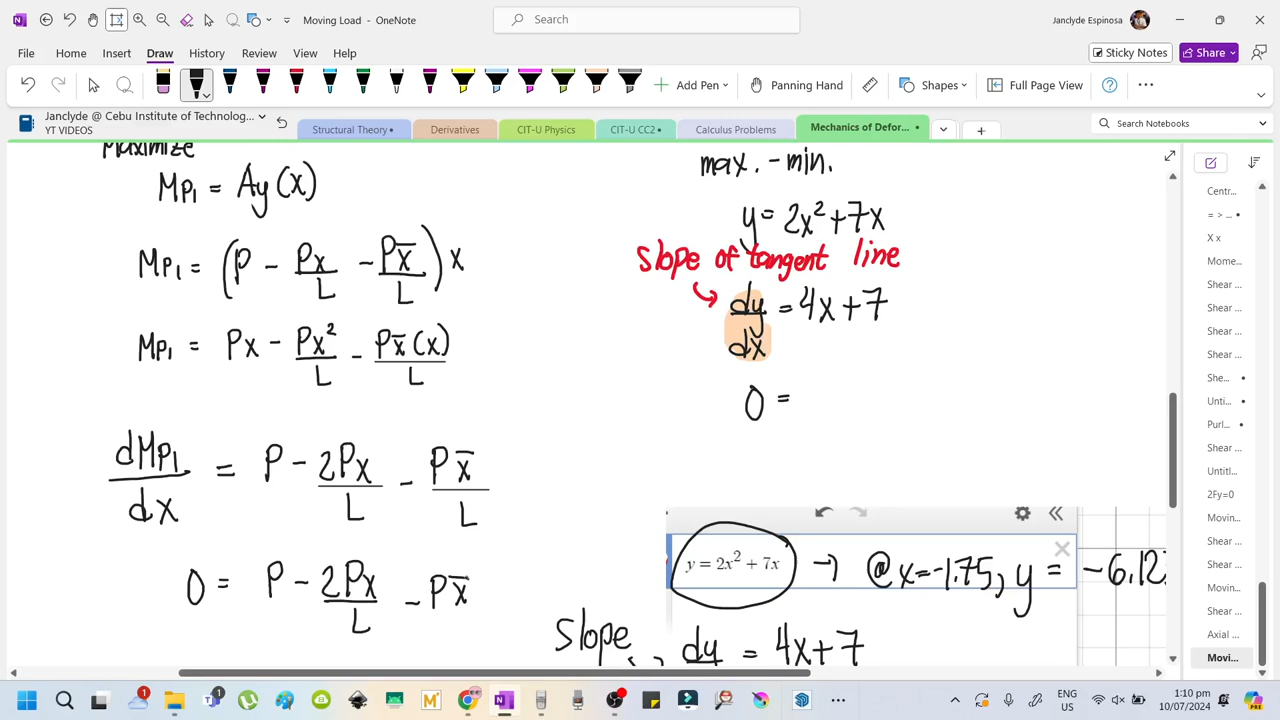 Moving Load - OneNote
Search
Janclyde Espinosa
File Home Insert Draw History Review View Help
Sticky Notes
Share
Add Pen
Panning Hand
Shapes
Full Page View
Janclyde @ Cebu Institute of Technolog...
YT VIDEOS
Structural Theory
Derivatives
CIT-U Physics
CIT-U CC2
Calculus Problems
Mechanics of Defor...
Search Notebooks
Maximize
Mp₁ = Ay(x)
Mp₁ = (P - Px/L - Px̄/L) x
Mp₁ = Px - Px²/L - Px̄(x)/L
dMp₁/dx = P - 2Px/L - Px̄/L
0 = P - 2Px/L - Px̄
max. - min.
y = 2x² + 7x
slope of tangent line
dy/dx = 4x + 7
0 =
y = 2x² + 7x → @ x = -1.75, y = -6.12
Slope
dy = 4x + 7
Centr...
= > ...
X x
Mome...
Shear ...
Shear ...
Shear ...
Shear ...
She...
Unti...
Purl...
Shear ...
Untitl...
2Fy=0
Movin...
Shear ...
Shear ...
Movin...
Shear ...
Axial ...
Movi...
1
1
ENG
US
1:10 pm
10/07/2024